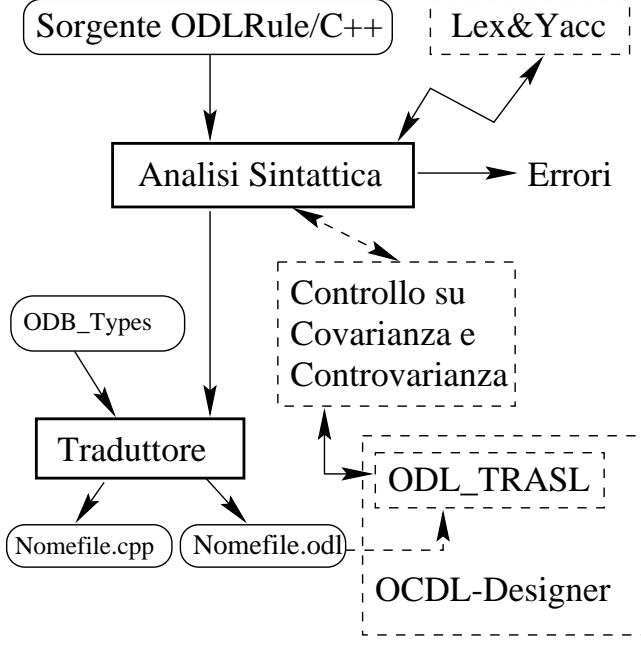 Sorgente ODLRule/C++
Lex&Yacc
Analisi Sintattica
Errori
Controllo su
Covarianza e
Controvarianza
ODB_Types
Traduttore
ODL_TRASL
Nomefile.cpp
Nomefile.odl
OCDL-Designer